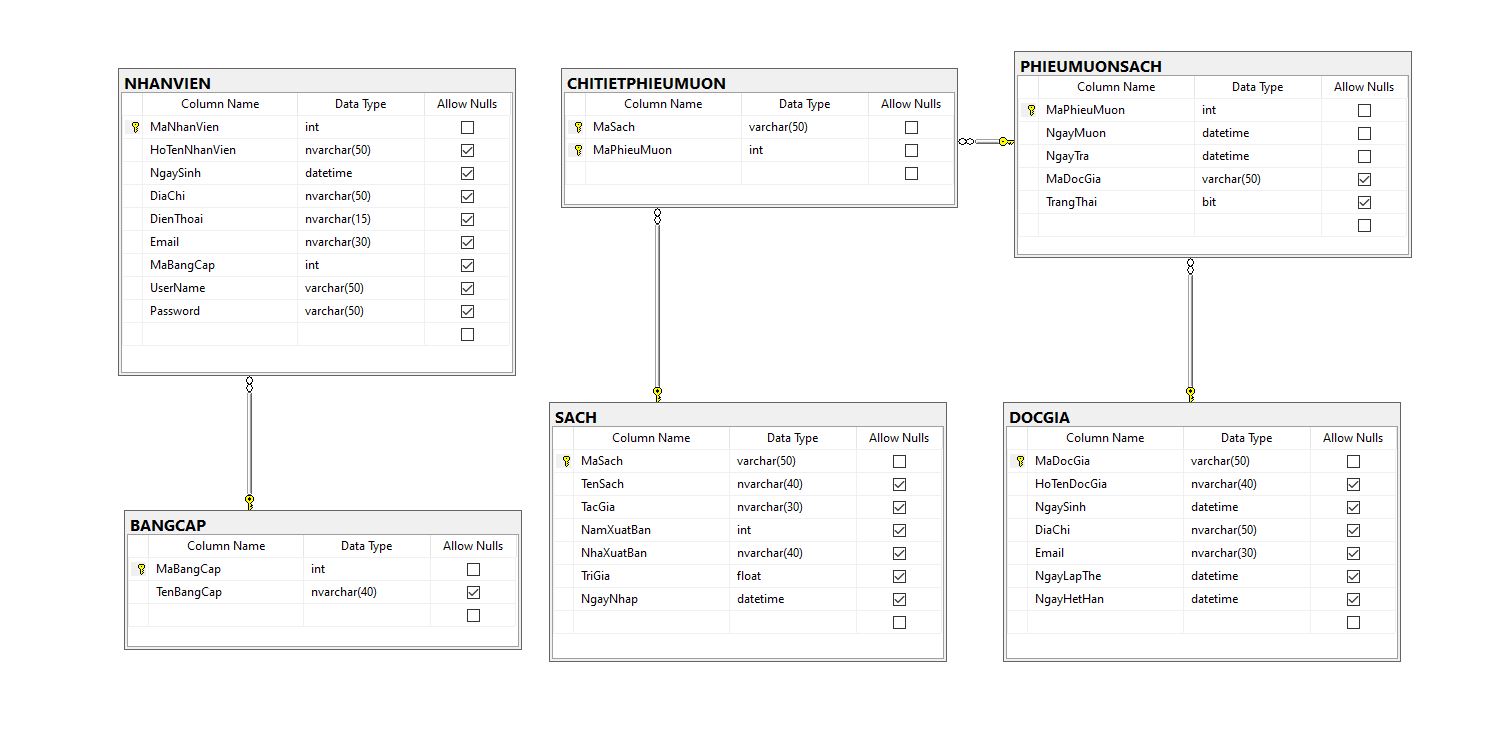 NHANVIEN
Column Name Data Type Allow Nulls
MaNhanVien int
HoTenNhanVien nvarchar(50)
NgaySinh datetime
DiaChi nvarchar(50)
DienThoai nvarchar(15)
Email nvarchar(30)
MaBangCap int
UserName varchar(50)
Password varchar(50)
CHITIETPHIEUMUON
Column Name Data Type Allow Nulls
MaSach varchar(50)
MaPhieuMuon int
PHIEUMUONSACH
Column Name Data Type Allow Nulls
MaPhieuMuon int
NgayMuon datetime
NgayTra datetime
MaDocGia varchar(50)
TrangThai bit
BANGCAP
Column Name Data Type Allow Nulls
MaBangCap int
TenBangCap nvarchar(40)
SACH
Column Name Data Type Allow Nulls
MaSach varchar(50)
TenSach nvarchar(40)
TacGia nvarchar(30)
NamXuatBan int
NhaXuatBan nvarchar(40)
TriGia float
NgayNhap datetime
DOCGIA
Column Name Data Type Allow Nulls
MaDocGia varchar(50)
HoTenDocGia nvarchar(40)
NgaySinh datetime
DiaChi nvarchar(50)
Email nvarchar(30)
NgayLapThe datetime
NgayHetHan datetime